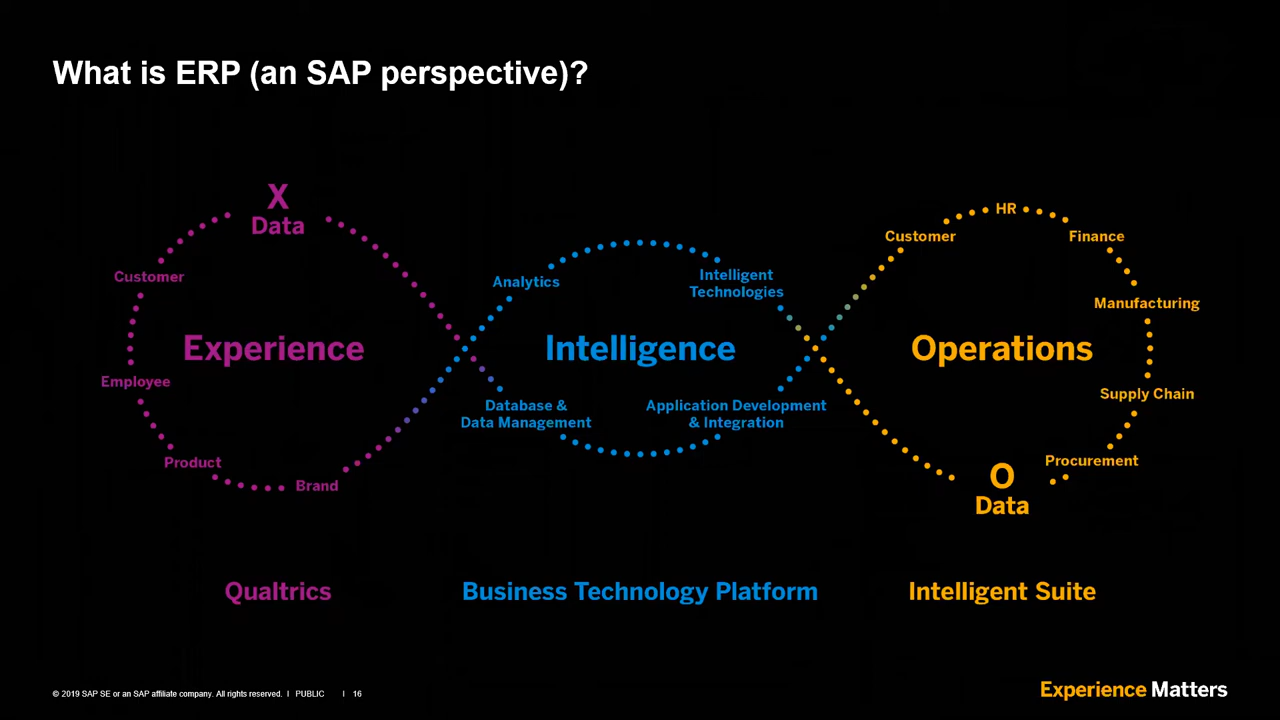 What is ERP (an SAP perspective)?
X
Data
Customer
Employee
Product
Brand
Experience
Analytics
Intelligent
Technologies
Intelligence
Database &
Data Management
Application Development
& Integration
Customer
HR
Finance
Manufacturing
Operations
Supply Chain
Procurement
O
Data
Qualtrics
Business Technology Platform
Intelligent Suite
© 2019 SAP SE or an SAP affiliate company. All rights reserved. I PUBLIC I 16
Experience Matters